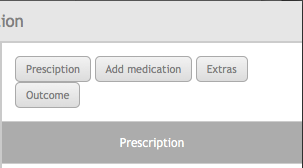 ion
Presciption Add medication Extras
Outcome
Prescription